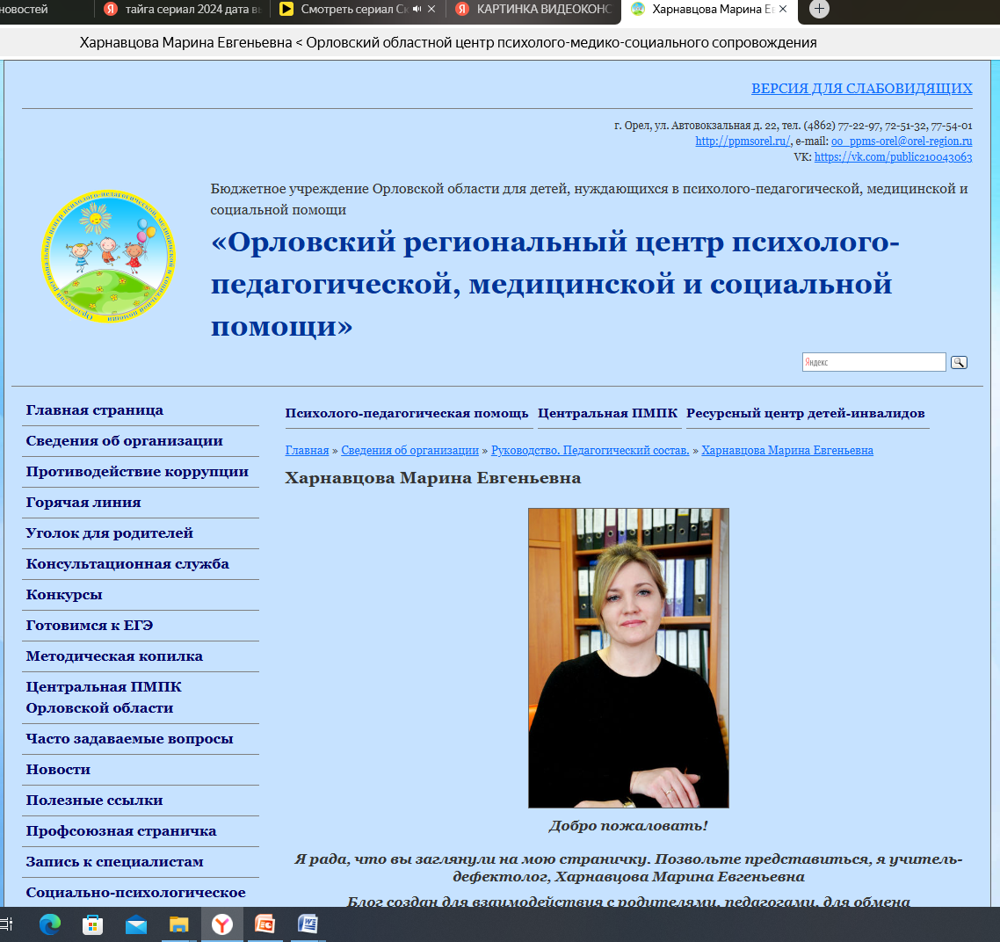 новостей
тайга сериал 2024 дата вы
Смотреть сериал Ск
КАРТИНКА ВИДЕОКОНС
Харнавцова Марина Ев
Харнавцова Марина Евгеньевна < Орловский областной центр психолого-медико-социального сопровождения
ВЕРСИЯ ДЛЯ СЛАБОВИДЯЩИХ
г. Орел, ул. Автовокзальная д. 22, тел. (4862) 77-22-97, 72-51-32, 77-54-01
http://ppmsorel.ru/, e-mail: oo_ppms-orel@orel-region.ru
VK: https://vk.com/public210043063
Бюджетное учреждение Орловской области для детей, нуждающихся в психолого-педагогической, медицинской и
социальной помощи
«Орловский региональный центр психолого-
педагогической, медицинской и социальной
помощи»
Яндекс
Главная страница
Сведения об организации
Противодействие коррупции
Горячая линия
Уголок для родителей
Консультационная служба
Конкурсы
Готовимся к ЕГЭ
Методическая копилка
Центральная ПМПК
Орловской области
Часто задаваемые вопросы
Новости
Полезные ссылки
Профсоюзная страничка
Запись к специалистам
Социально-психологическое
Психолого-педагогическая помощь Центральная ПМПК Ресурсный центр детей-инвалидов
Главная » Сведения об организации » Руководство. Педагогический состав. » Харнавцова Марина Евгеньевна
Харнавцова Марина Евгеньевна
Добро пожаловать!
Я рада, что вы заглянули на мою страничку. Позвольте представиться, я учитель-
дефектолог, Харнавцова Марина Евгеньевна
Блог создан для взаимодействия с родителями, педагогами, для обмена